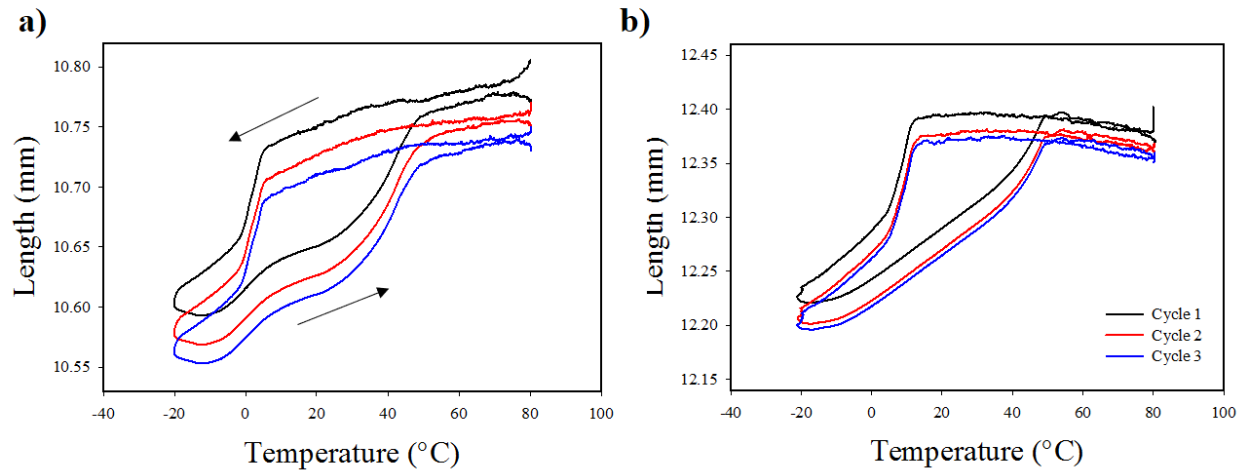 a)
10.80
10.75
10.70
10.65
10.60
10.55
Length (mm)
-40 -20 0 20 40 60 80 100
Temperature (°C)
b)
12.45
12.40
12.35
12.30
12.25
12.20
12.15
Length (mm)
Cycle 1
Cycle 2
Cycle 3
-40 -20 0 20 40 60 80 100
Temperature (°C)